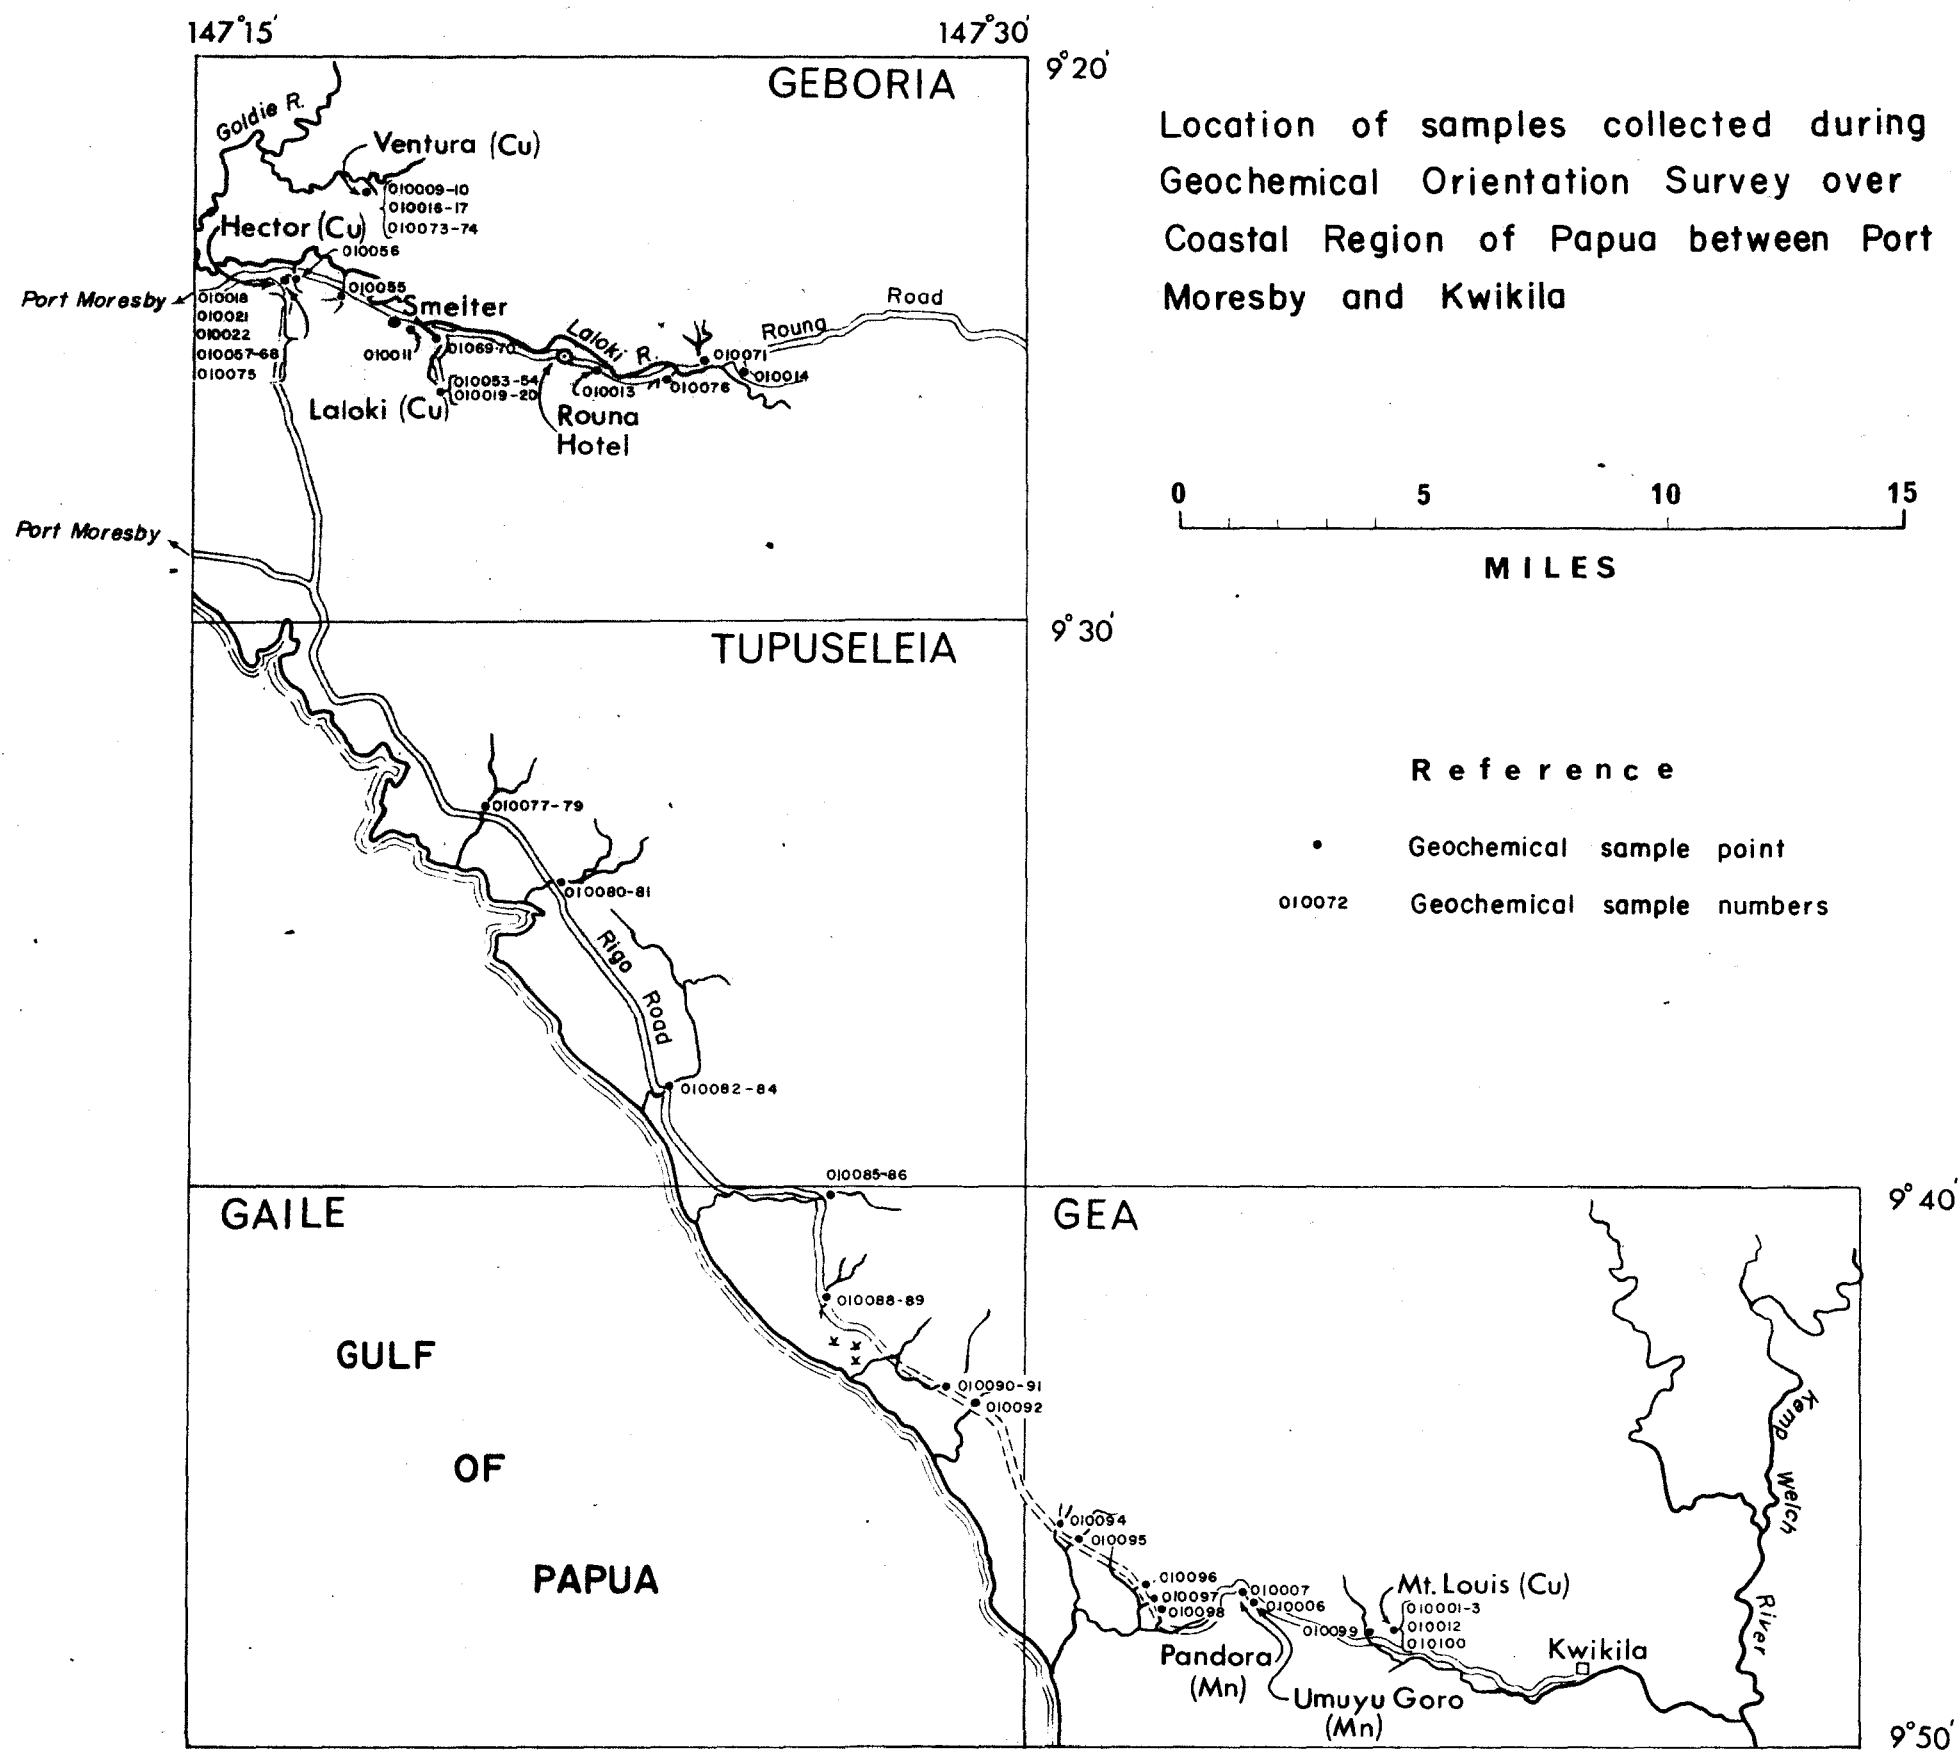 147°15'
147°30'
9°20'
GEBORIA
Location of samples collected during
Geochemical Orientation Survey over
Coastal Region of Papua between Port
Moresby and Kwikila
Goldie R.
Ventura (Cu)
010009-10
010016-17
010073-74
Hector (Cu)
010056
Port Moresby
010018
010021
010022
010057-68
010075
010055
Smelter
010011
01069-70
Laloki R.
Rouna Road
010071
010014
010053-54
010019-20
010013
010076
Laloki (Cu)
Rouna
Hotel
0 5 10 15
MILES
Port Moresby
9°30'
TUPUSELEIA
Reference
010077-79
Geochemical sample point
010080-81
010072 Geochemical sample numbers
Rigo Road
010082-84
010085-86
9°40'
GAILE
GEA
010088-89
GULF
OF
PAPUA
010090-91
010092
Kemp Welch River
010094
010095
010096
010097
010098
010007
010006
Mt. Louis (Cu)
010001-3
010012
010100
010099
Kwikila
Pandora
(Mn)
Umuyu Goro
(Mn)
9°50'